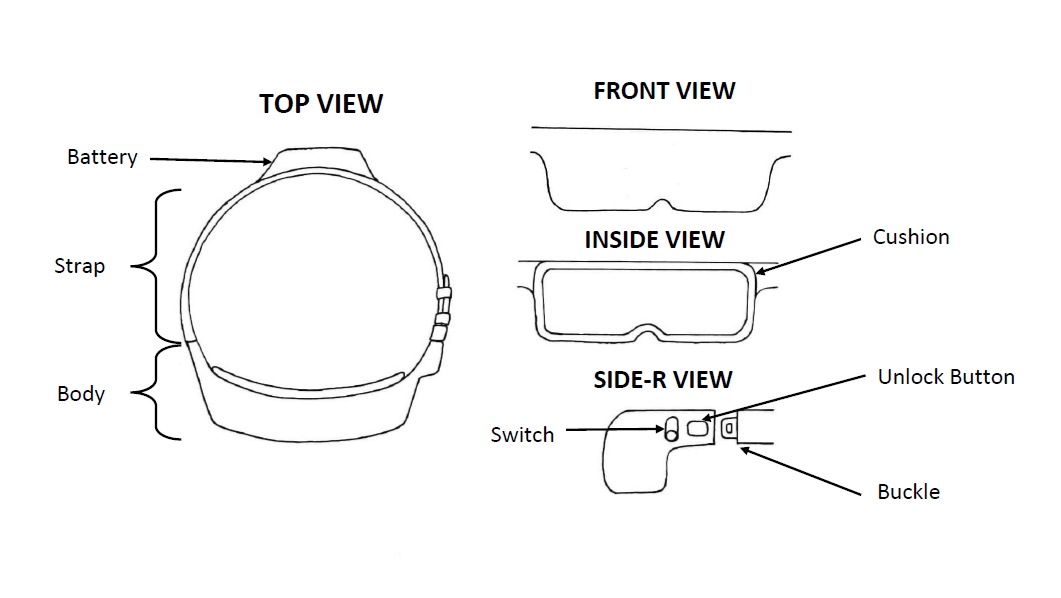 TOP VIEW
Battery
Strap
Body
FRONT VIEW
INSIDE VIEW
Cushion
SIDE-R VIEW
Unlock Button
Switch
Buckle